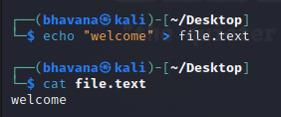 ┌──(bhavana㉿kali)-[~/Desktop]
└─$ echo "welcome" > file.text
┌──(bhavana㉿kali)-[~/Desktop]
└─$ cat file.text
welcome